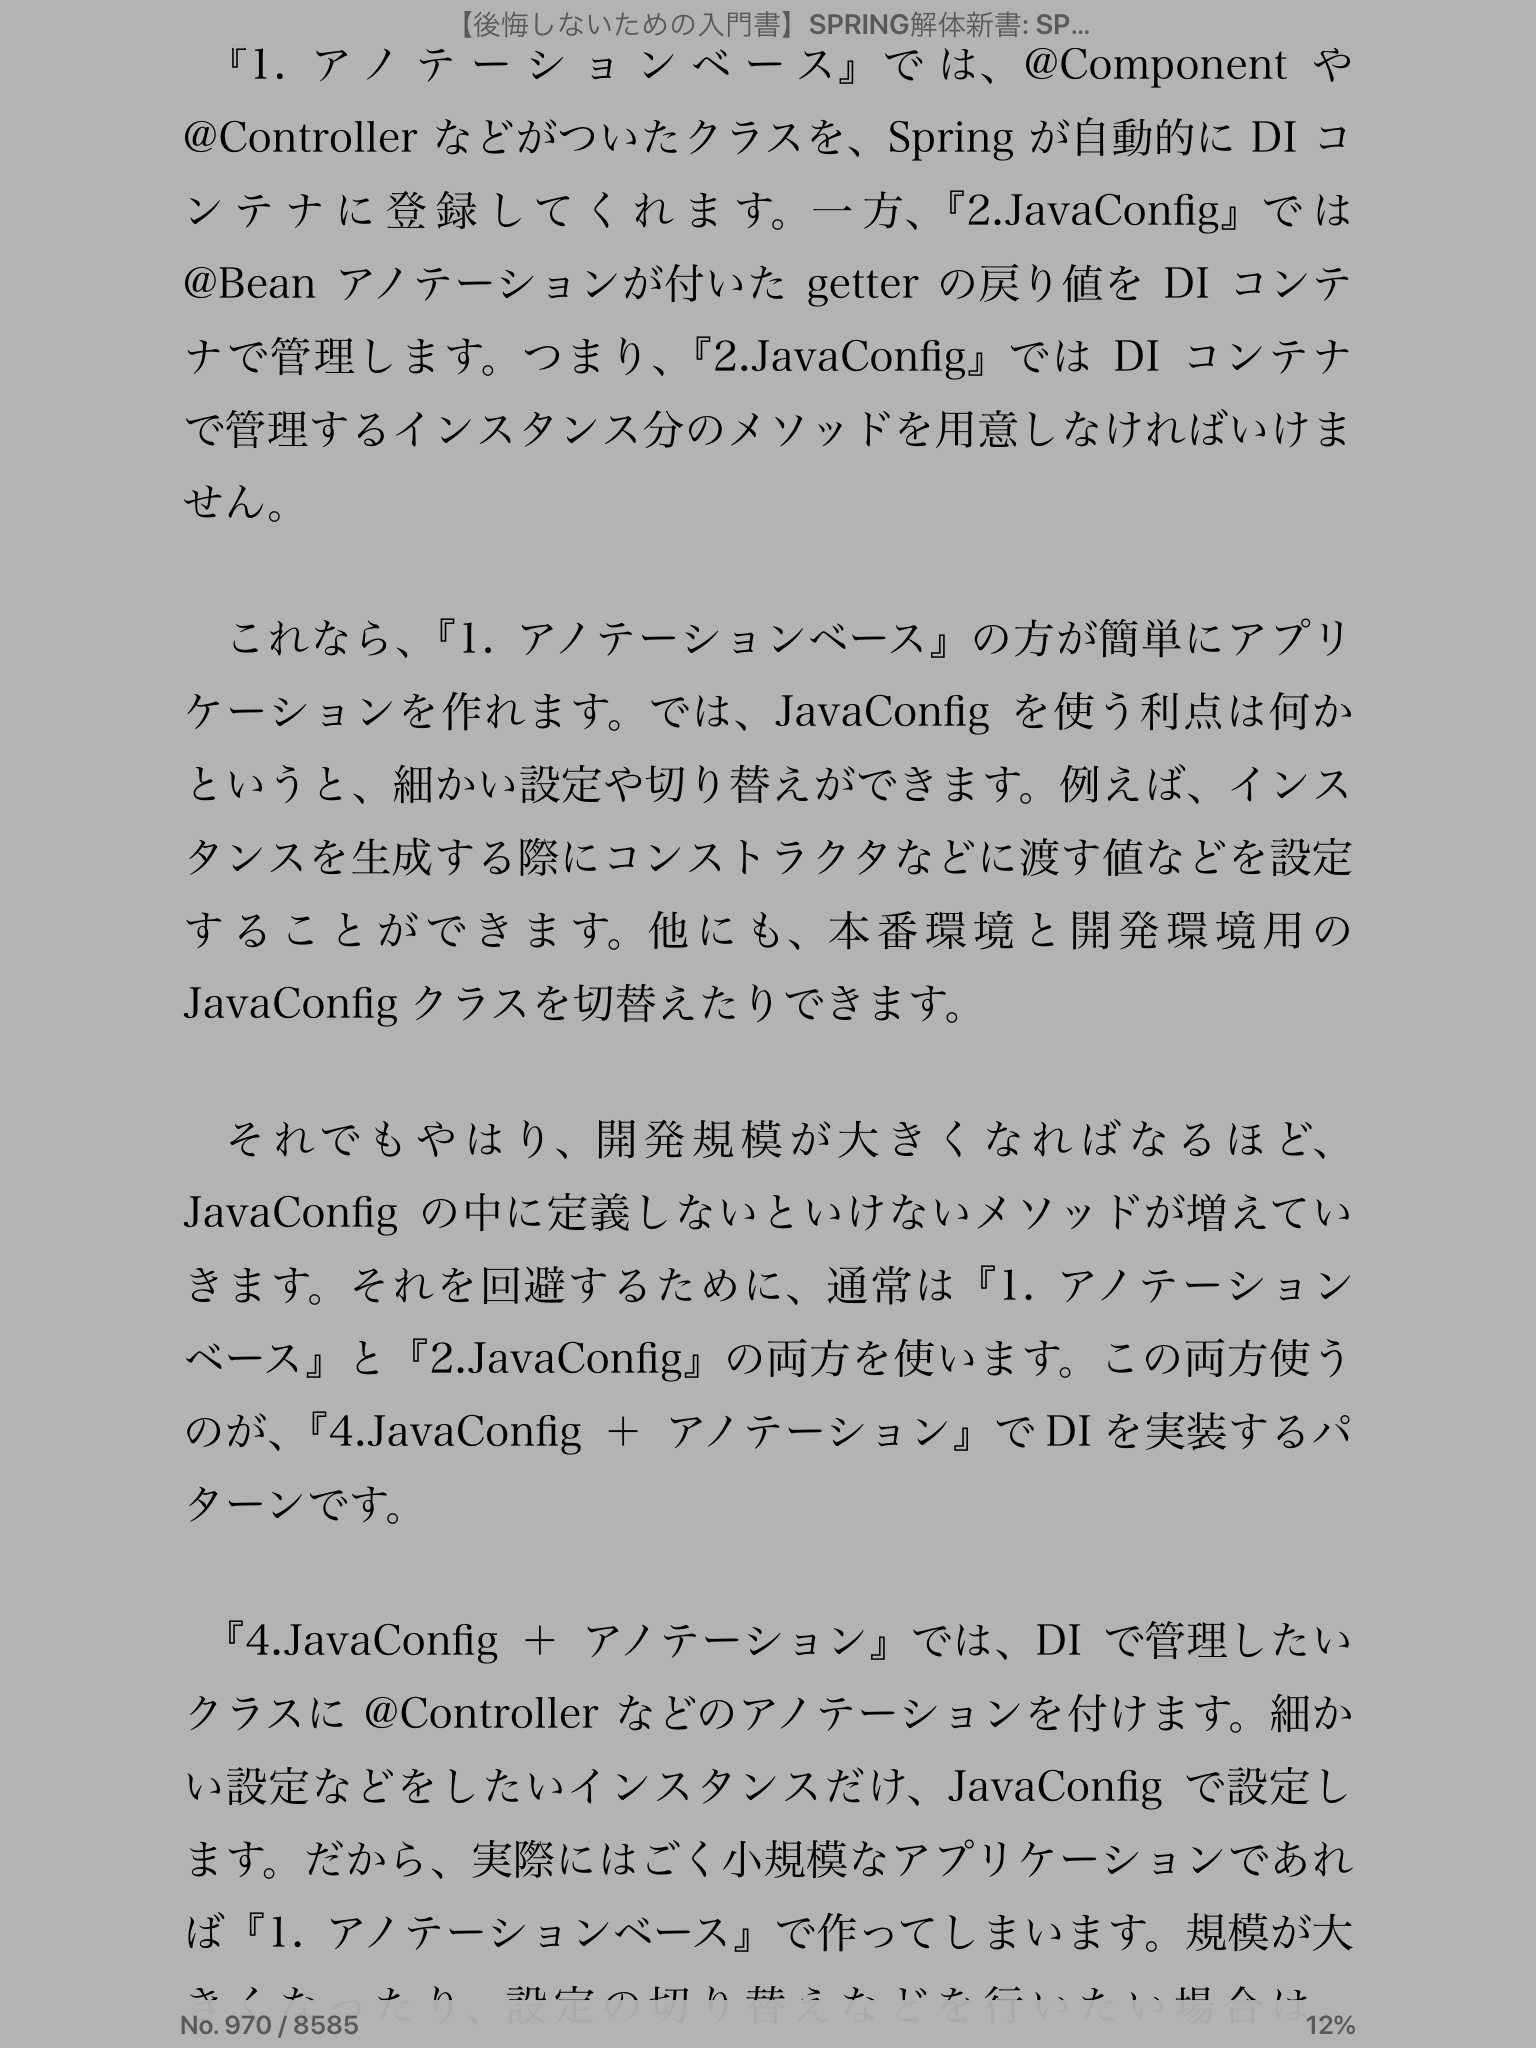 【後悔しないための入門書】SPRING解体新書: SP...
『1. アノテーションベース』では、@Component や
@Controller などがついたクラスを、Spring が自動的に DI コ
ンテナに登録してくれます。一方、『2.JavaConfig』では
@Bean アノテーションが付いた getter の戻り値を DI コンテ
ナで管理します。つまり、『2.JavaConfig』では DI コンテナ
で管理するインスタンス分のメソッドを用意しなければいけま
せん。
これなら、『1. アノテーションベース』の方が簡単にアプリ
ケーションを作れます。では、JavaConfig を使う利点は何か
というと、細かい設定や切り替えができます。例えば、インス
タンスを生成する際にコンストラクタなどに渡す値などを設定
することができます。他にも、本番環境と開発環境用の
JavaConfig クラスを切替えたりできます。
それでもやはり、開発規模が大きくなればなるほど、
JavaConfig の中に定義しないといけないメソッドが増えてい
きます。それを回避するために、通常は『1. アノテーション
ベース』と『2.JavaConfig』の両方を使います。この両方使う
のが、『4.JavaConfig ＋ アノテーション』で DI を実装するパ
ターンです。
『4.JavaConfig ＋ アノテーション』では、DI で管理したい
クラスに @Controller などのアノテーションを付けます。細か
い設定などをしたいインスタンスだけ、JavaConfig で設定し
ます。だから、実際にはごく小規模なアプリケーションであれ
ば『1. アノテーションベース』で作ってしまいます。規模が大
きくなったり、設定の切り替えなどを行いたい場合は、
No. 970 / 8585
12%